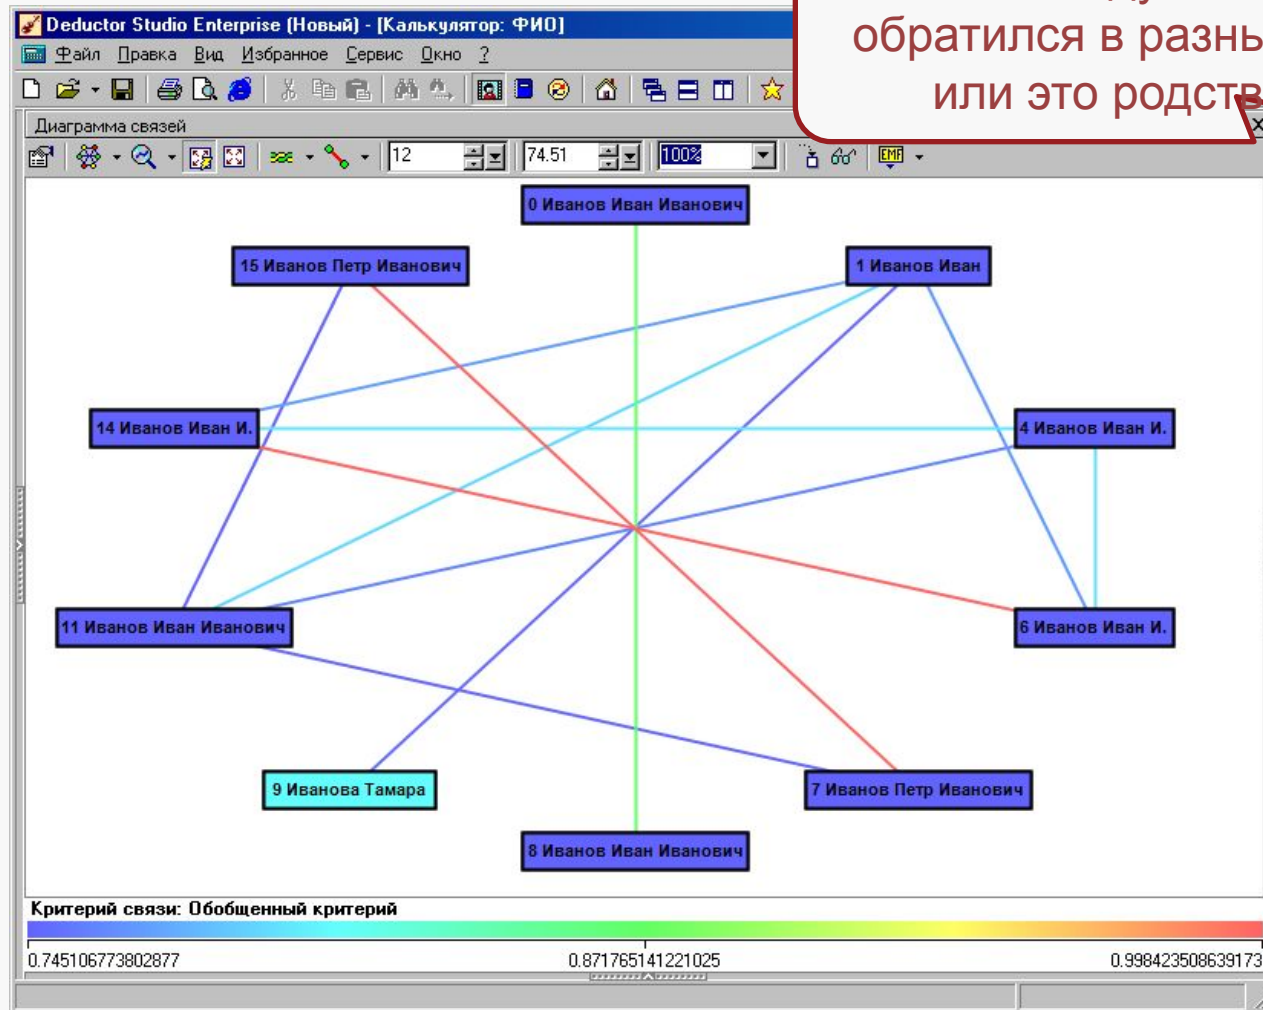 Deductor Studio Enterprise (Новый) - [Калькулятор: ФИО]
обратился в разны
или это родств
Файл Правка Вид Избранное Сервис Окно ?
Диаграмма связей
12 74.51 100% EMF
0 Иванов Иван Иванович
15 Иванов Петр Иванович
1 Иванов Иван
14 Иванов Иван И.
4 Иванов Иван И.
11 Иванов Иван Иванович
6 Иванов Иван И.
9 Иванова Тамара
7 Иванов Петр Иванович
8 Иванов Иван Иванович
Критерий связи: Обобщенный критерий
0.745106773802877 0.871765141221025 0.998423508639173